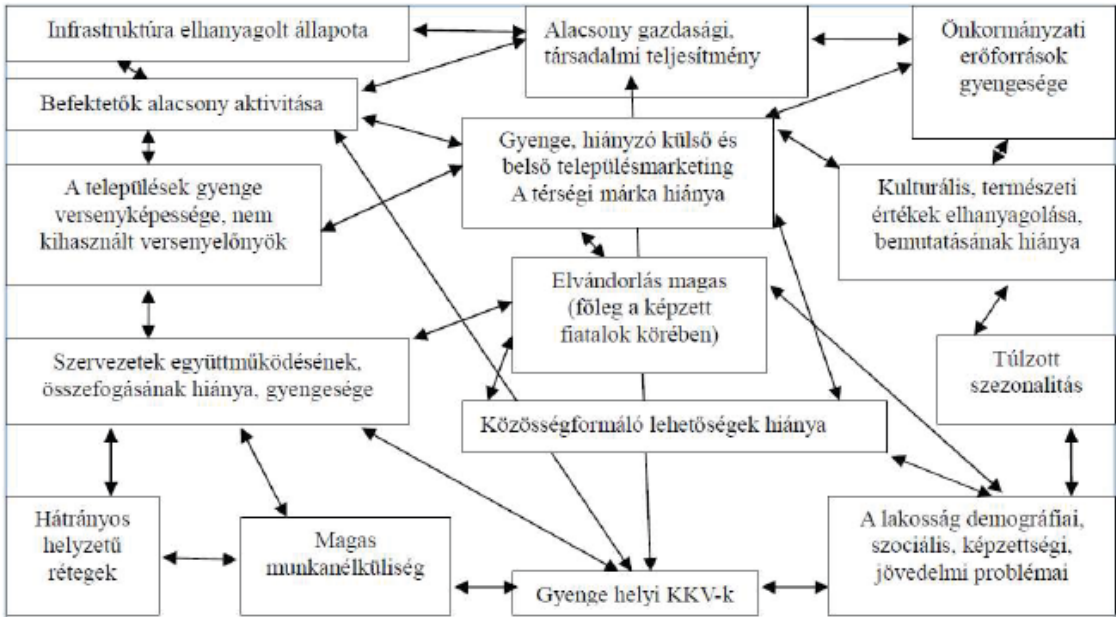 Infrastruktúra elhanyagolt állapota
Alacsony gazdasági,
társadalmi teljesítmény
Önkormányzati
erőforrások
gyengesége
Befektetők alacsony aktivitása
Gyenge, hiányzó külső és
belső településmarketing
A térségi márka hiánya
A települések gyenge
versenyképessége, nem
kihasznált versenyelőnyök
Kulturális, természeti
értékek elhanyagolása,
bemutatásának hiánya
Elvándorlás magas
(főleg a képzett
fiatalok körében)
Szervezetek együttműködésének,
összefogásának hiánya, gyengesége
Túlzott
szezonalitás
Közösségformáló lehetőségek hiánya
Hátrányos
helyzetű
rétegek
Magas
munkanélküliség
Gyenge helyi KKV-k
A lakosság demográfiai,
szociális, képzettségi,
jövedelmi problémai